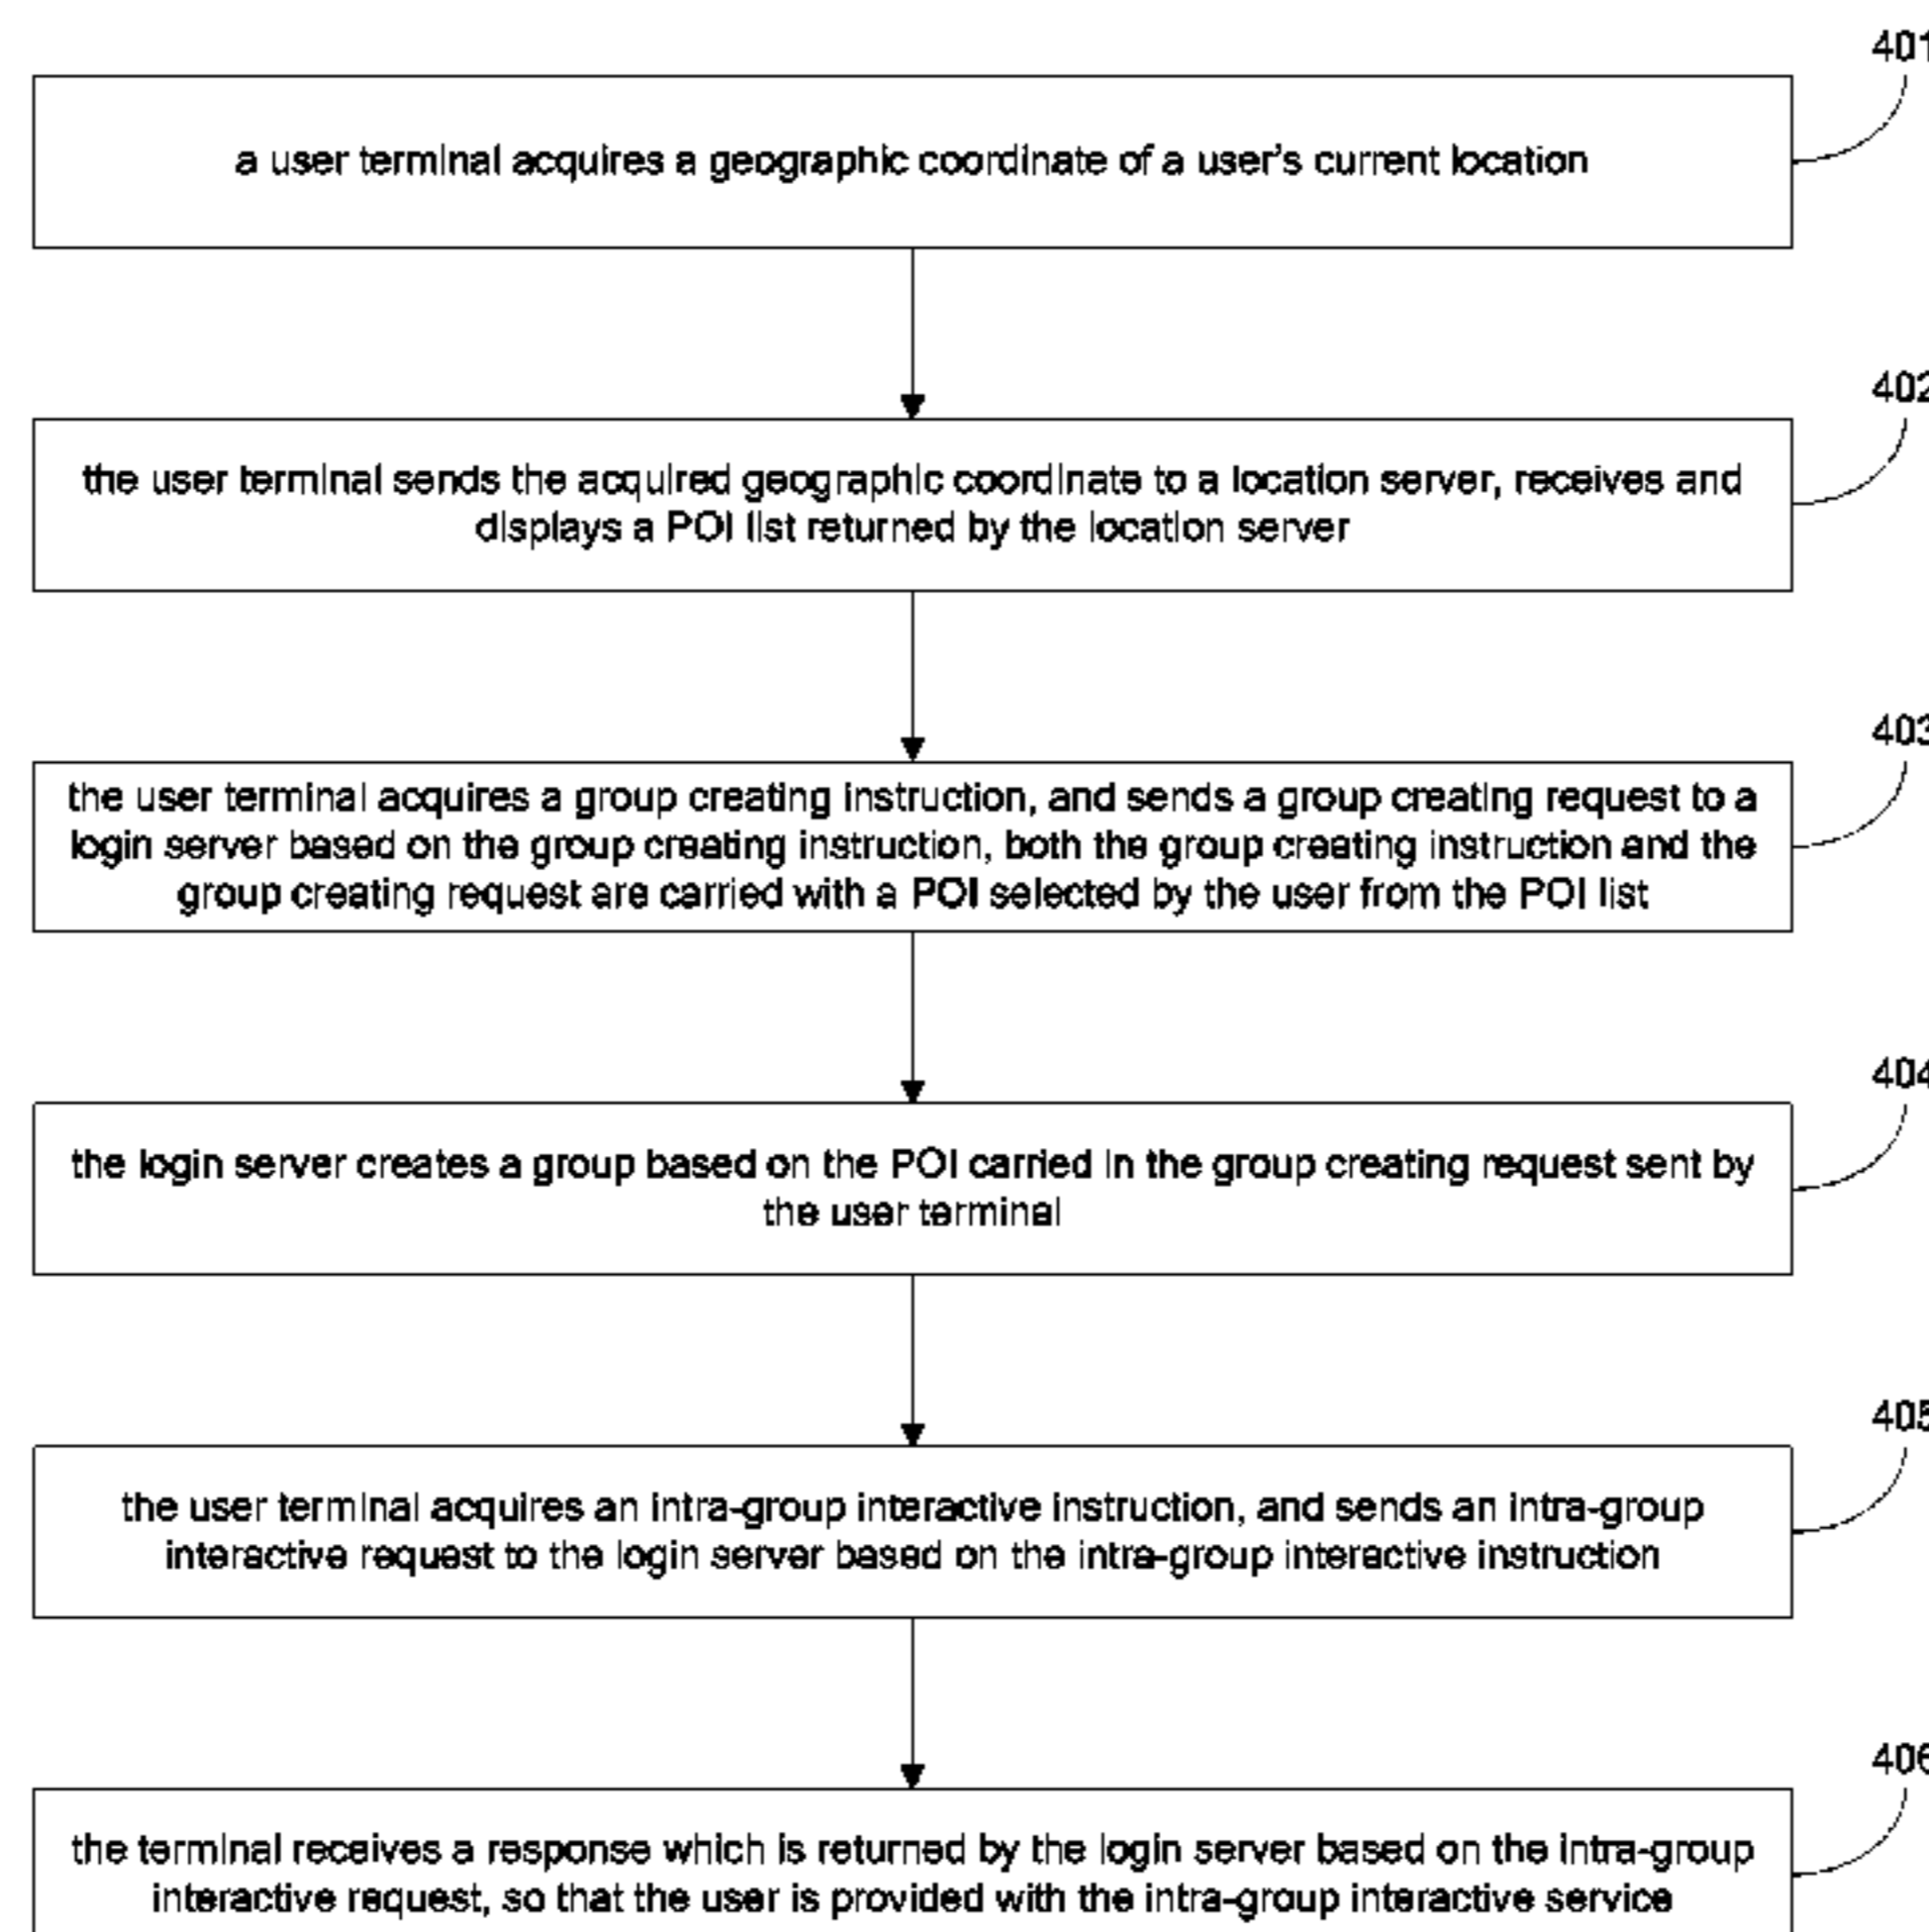 401
a user terminal acquires a geographic coordinate of a user's current location
402
the user terminal sends the acquired geographic coordinate to a location server, receives and
displays a POI list returned by the location server
403
the user terminal acquires a group creating instruction, and sends a group creating request to a
login server based on the group creating instruction, both the group creating instruction and the
group creating request are carried with a POI selected by the user from the POI list
404
the login server creates a group based on the POI carried in the group creating request sent by
the user terminal
405
the user terminal acquires an intra-group interactive instruction, and sends an intra-group
interactive request to the login server based on the intra-group interactive instruction
406
the terminal receives a response which is returned by the login server based on the intra-group
interactive request, so that the user is provided with the intra-group interactive service